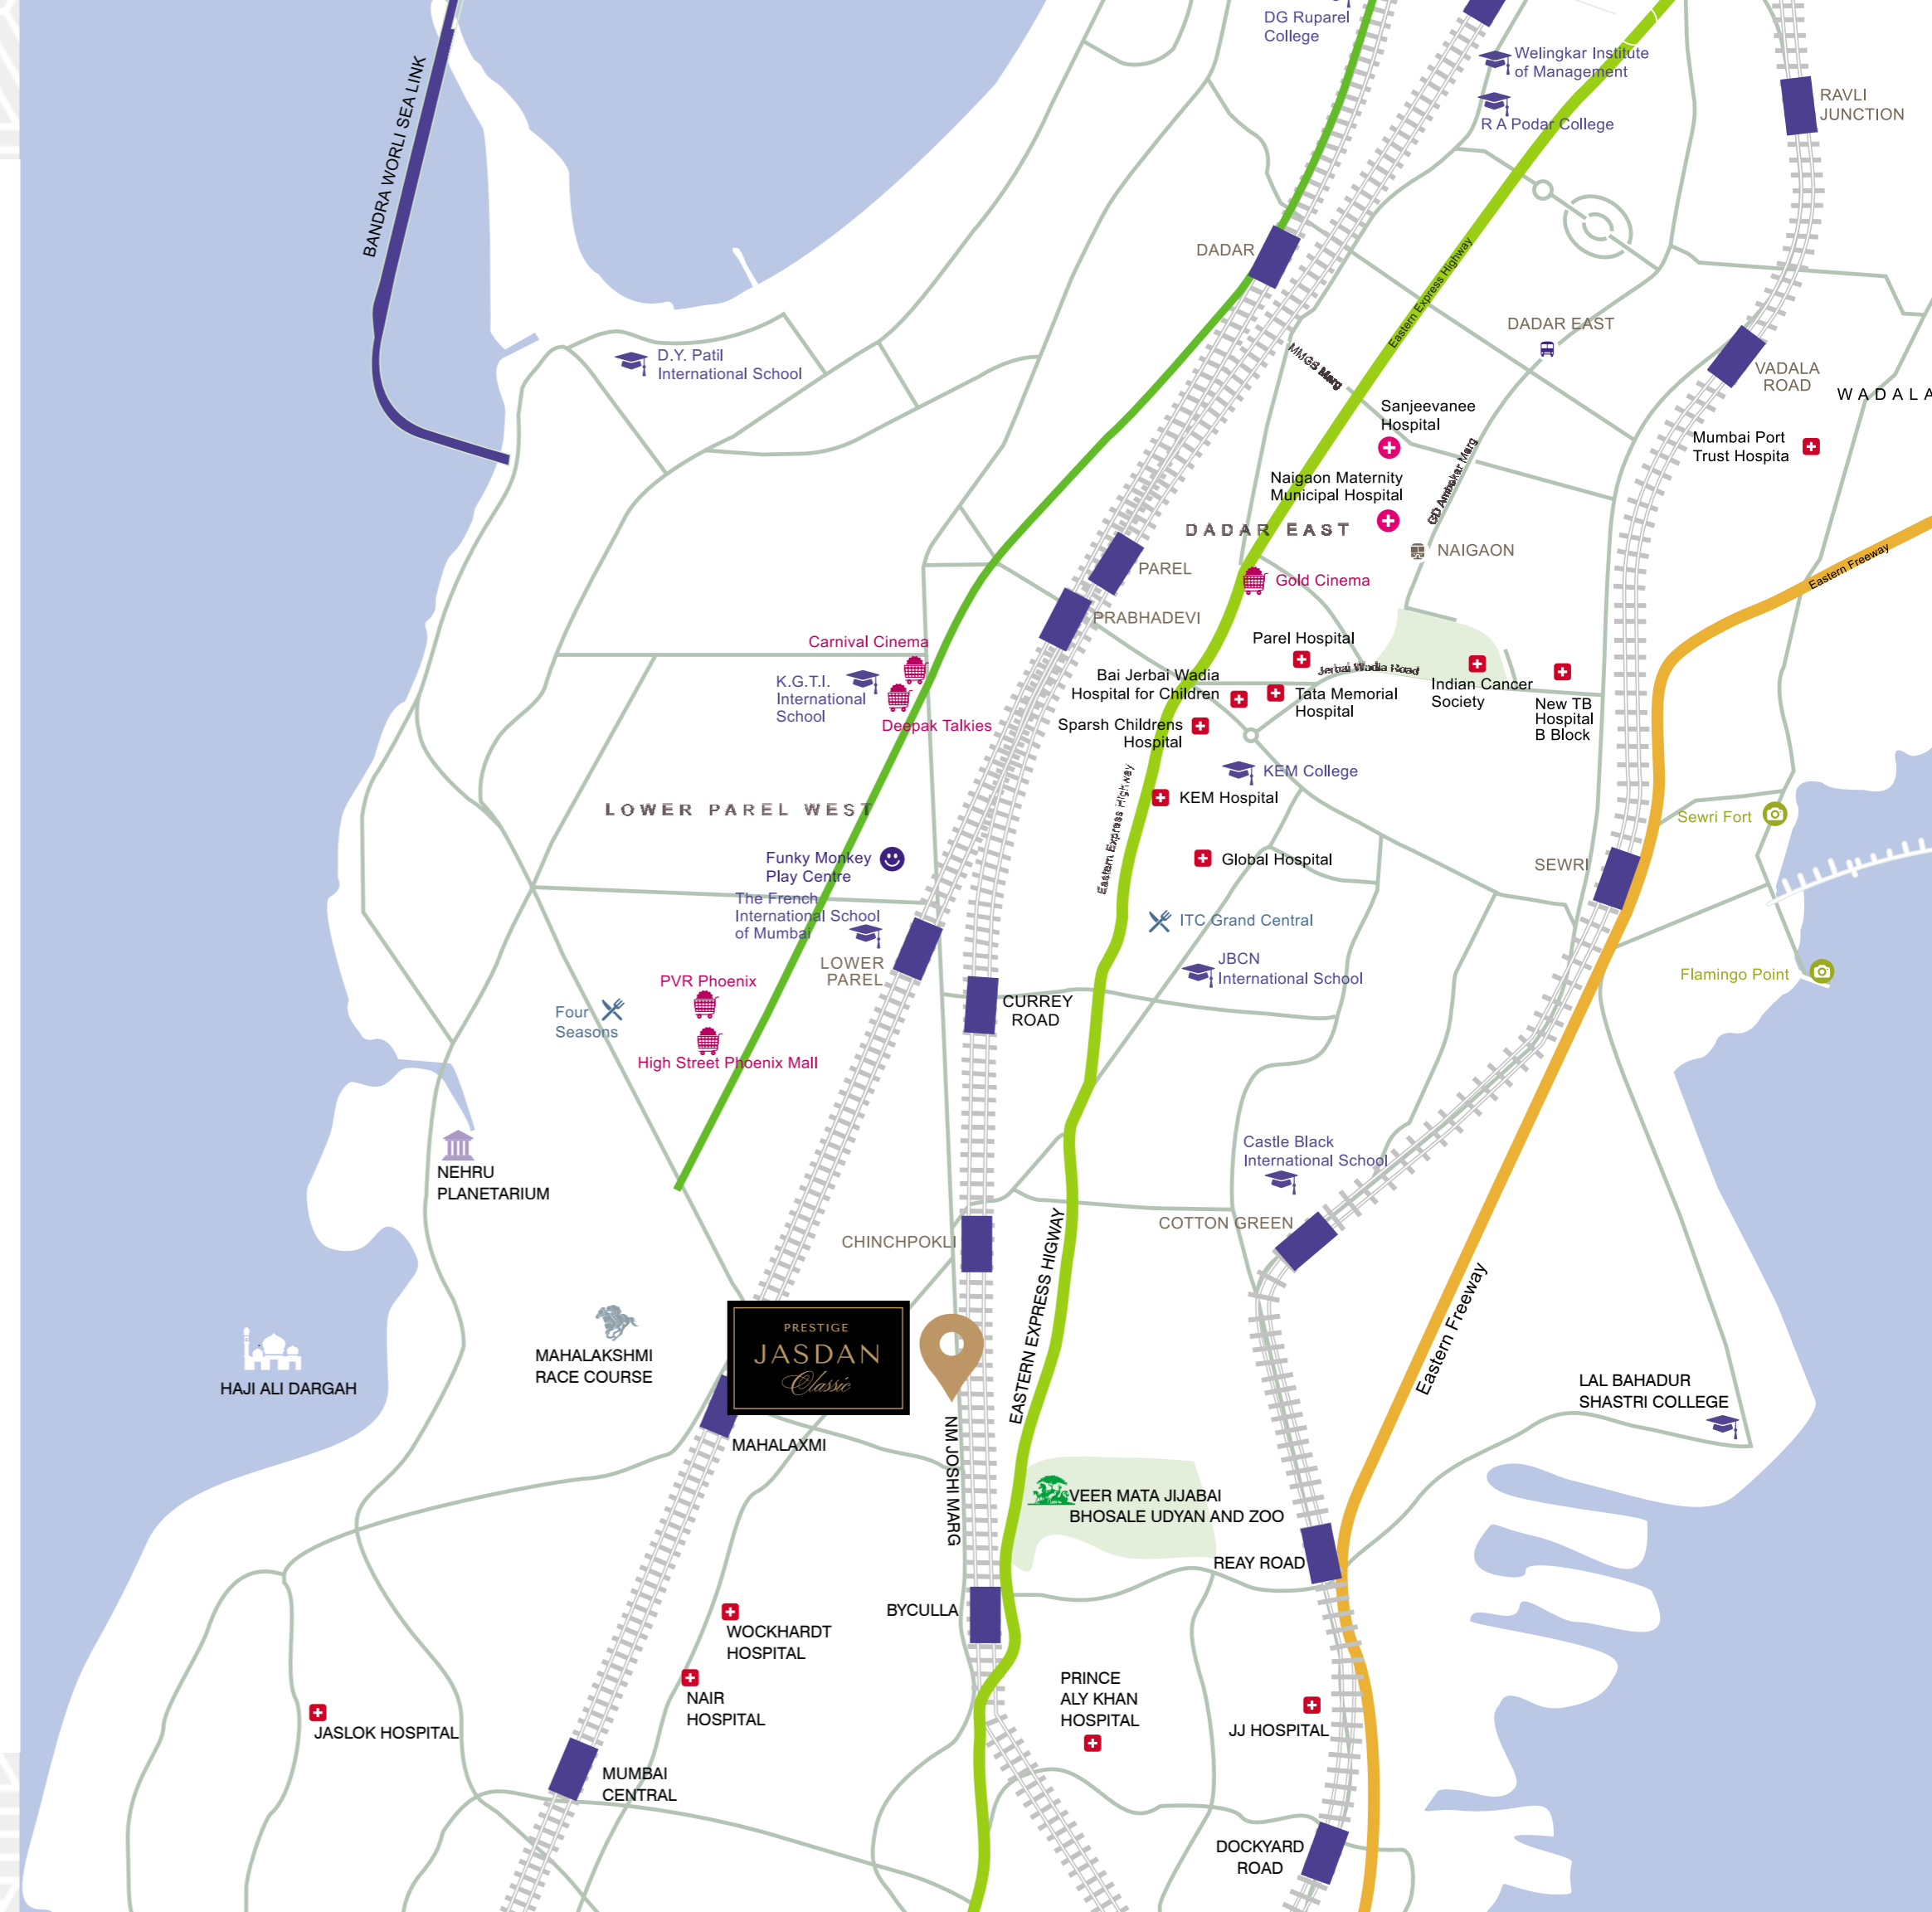 DG Ruparel
College
Welingkar Institute
of Management
R A Podar College
RAVLI
JUNCTION
BANDRA WORLI SEA LINK
DADAR
Eastern Express Highway
DADAR EAST
D.Y. Patil
International School
MMGS Marg
VADALA
ROAD
WADALA
Sanjeevanee
Hospital
Mumbai Port
Trust Hospita
GD Ambekar Marg
Naigaon Maternity
Municipal Hospital
DADAR EAST
NAIGAON
PAREL
Gold Cinema
Eastern Freeway
PRABHADEVI
Carnival Cinema
Parel Hospital
Jerbai Wadia Road
K.G.T.I.
International
School
Bai Jerbai Wadia
Hospital for Children
Tata Memorial
Hospital
Indian Cancer
Society
New TB
Hospital
B Block
Deepak Talkies
Sparsh Childrens
Hospital
KEM College
Eastern Express Highway
KEM Hospital
LOWER PAREL WEST
Sewri Fort
Funky Monkey
Play Centre
Global Hospital
SEWRI
The French
International School
of Mumbai
ITC Grand Central
LOWER
PAREL
JBCN
International School
PVR Phoenix
Flamingo Point
Four
Seasons
CURREY
ROAD
High Street Phoenix Mall
Castle Black
International School
NEHRU
PLANETARIUM
COTTON GREEN
CHINCHPOKLI
EASTERN EXPRESS HIGWAY
Eastern Freeway
PRESTIGE
JASDAN
Classic
MAHALAKSHMI
RACE COURSE
HAJI ALI DARGAH
LAL BAHADUR
SHASTRI COLLEGE
MAHALAXMI
NM JOSHI MARG
VEER MATA JIJABAI
BHOSALE UDYAN AND ZOO
REAY ROAD
BYCULLA
WOCKHARDT
HOSPITAL
PRINCE
ALY KHAN
HOSPITAL
NAIR
HOSPITAL
JASLOK HOSPITAL
JJ HOSPITAL
MUMBAI
CENTRAL
DOCKYARD
ROAD